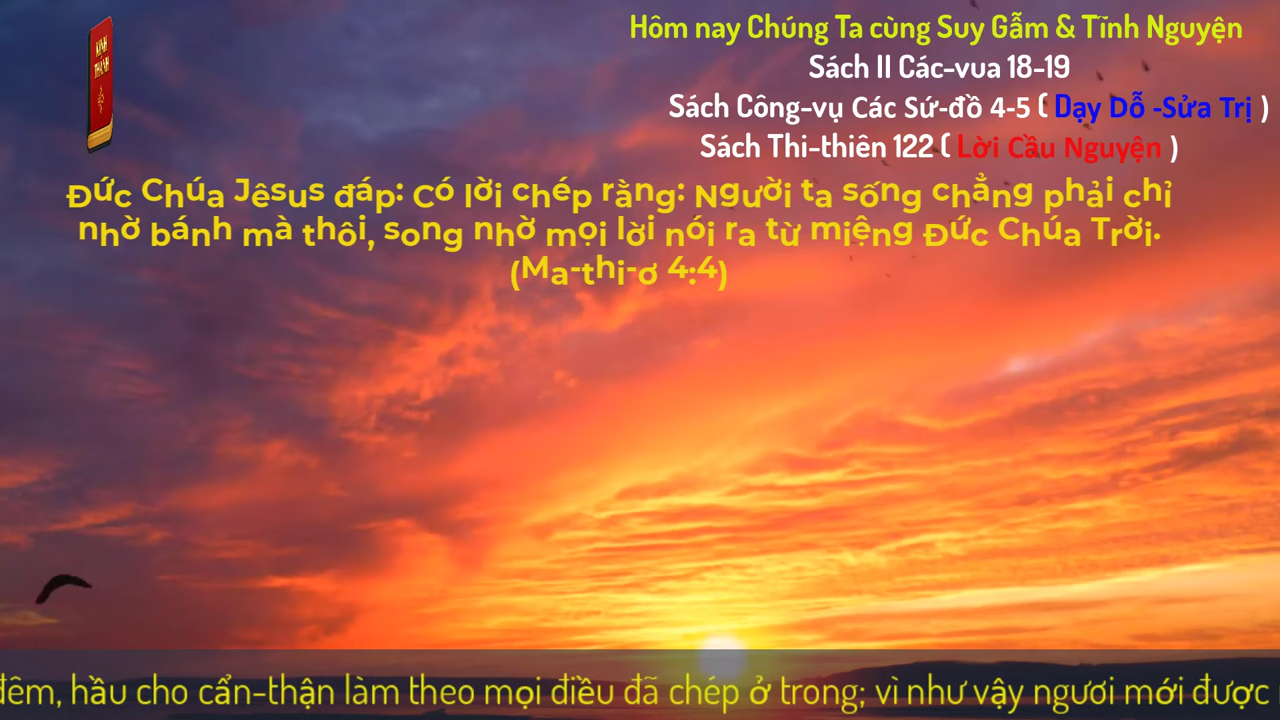 KINH
THÁNH
Hôm nay Chúng Ta cùng Suy Gẫm & Tĩnh Nguyện
Sách II Các-vua 18-19
Sách Công-vụ Các Sứ-đồ 4-5 ( Dạy Dỗ -Sửa Trị )
Sách Thi-thiên 122 ( Lời Cầu Nguyện )
Đức Chúa Jêsus đáp: Có lời chép rằng: Người ta sống chẳng phải chỉ
nhờ bánh mà thôi, song nhờ mọi lời nói ra từ miệng Đức Chúa Trời.
(Ma-thi-ơ 4:4)
đêm, hầu cho cẩn-thận làm theo mọi điều đã chép ở trong; vì như vậy ngươi mới được